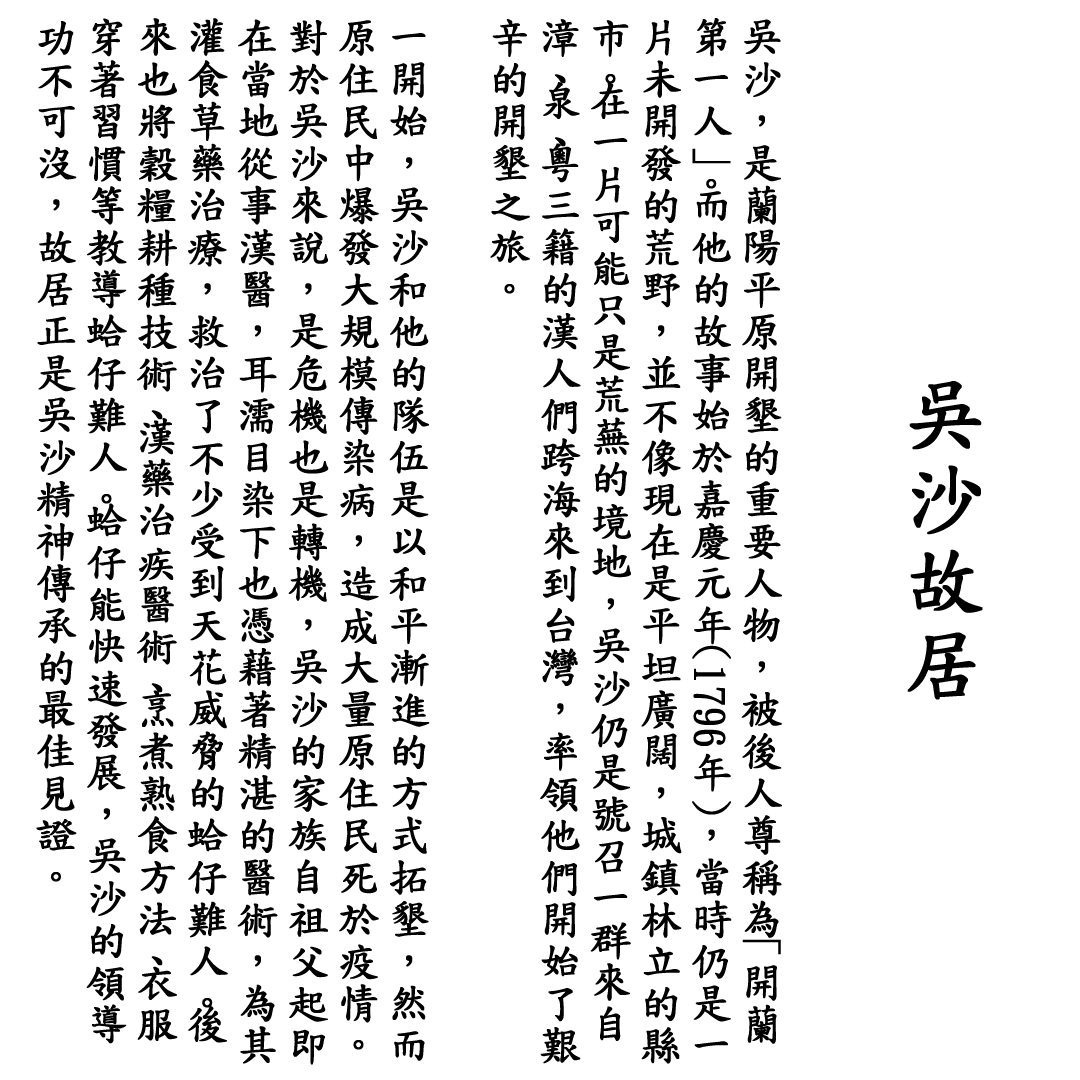 吳沙故居
吳沙，是蘭陽平原開墾的重要人物，被後人尊稱為「開蘭
第一人」。而他的故事始於嘉慶元年(1796年)，當時仍是一
片未開發的荒野，並不像現在是平坦廣闊，城鎮林立的縣
市。在一片可能只是荒蕪的境地，吳沙仍是號召一群來自
漳、泉、粵三籍的漢人們跨海來到台灣，率領他們開始了艱
辛的開墾之旅。
一開始，吳沙和他的隊伍是以和平漸進的方式拓墾，然而
原住民中爆發大規模傳染病，造成大量原住民死於疫情。
對於吳沙來說，是危機也是轉機，吳沙的家族自祖父起即
在當地從事漢醫，耳濡目染下也憑藉著精湛的醫術，為其
灌食草藥治療，救治了不少受到天花威脅的蛤仔難人。後
來也將穀糧耕種技術、漢藥治疾醫術、烹煮熟食方法、衣服
穿著習慣等教導蛤仔難人。蛤仔能快速發展，吳沙的領導
功不可沒，故居正是吳沙精神傳承的最佳見證。